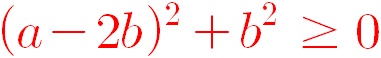 (a − 2b)² + b² ≥ 0